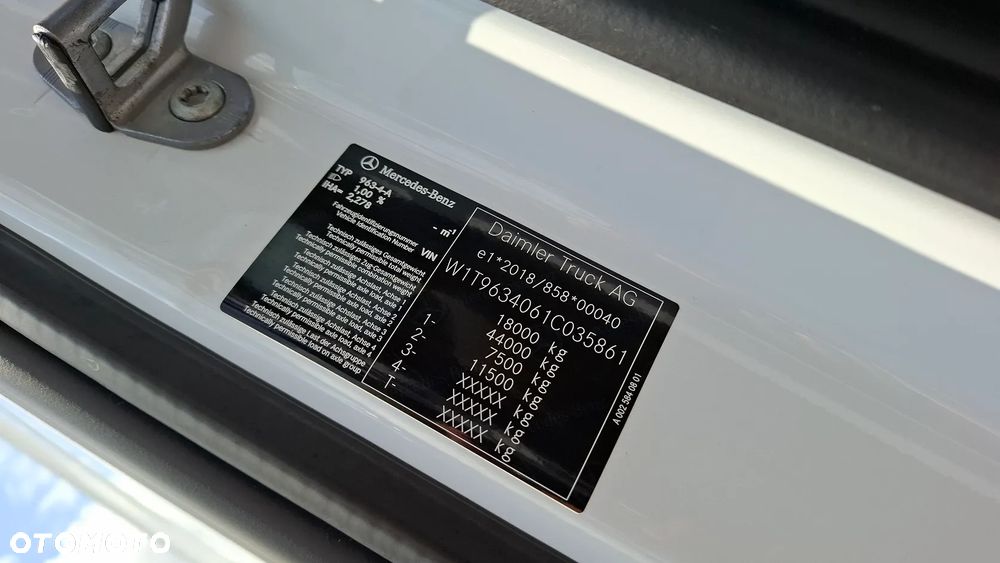 Mercedes-Benz
TYP 963-4-A
1,00 %
iHA= 2,278
- m⁻¹
Fahrzeugidentifizierungsnummer
Vehicle Identification Number
VIN
Technisch zulässiges Gesamtgewicht
Technically permissible total weight
Technisch zulässiges Zug-Gesamtgewicht
Technically permissible combination weight
Technisch zulässige Achslast, Achse 1
Technically permissible axle load, axle 1
Technisch zulässige Achslast, Achse 2
Technically permissible axle load, axle 2
Technisch zulässige Achslast, Achse 3
Technically permissible axle load, axle 3
Technisch zulässige Achslast, Achse 4
Technically permissible axle load, axle 4
Technisch zulässige Last der Achsgruppe
Technically permissible load on axle group
Daimler Truck AG
e1*2018/858*00040
W1T9634061C035861
18000 kg
44000 kg
1- 7500 kg
2- 11500 kg
3- XXXXX kg
4- XXXXX kg
T- XXXXX kg
A 002 584 08 01
OTOMOTO